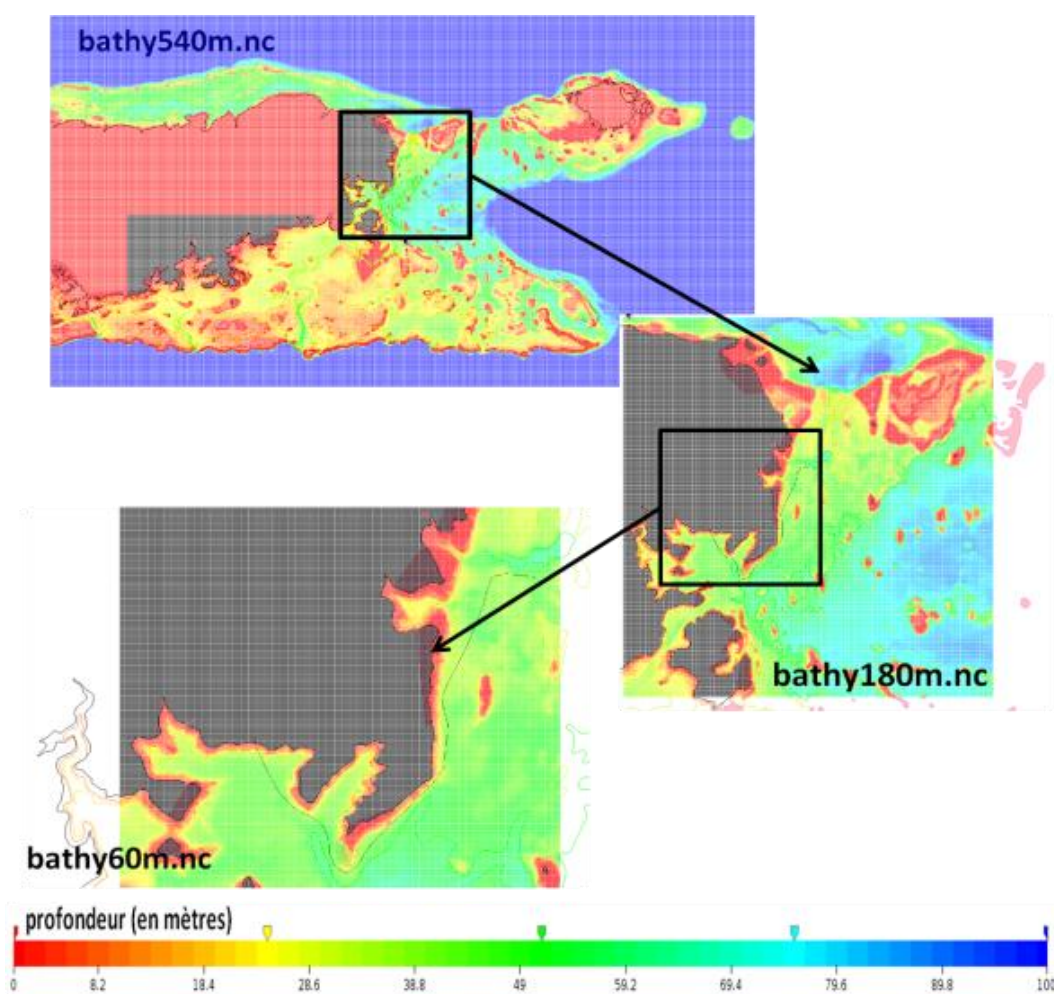 bathy540m.nc
bathy180m.nc
bathy60m.nc
profondeur (en mètres)
0 8.2 18.4 28.6 38.8 49 59.2 69.4 79.6 89.8 100